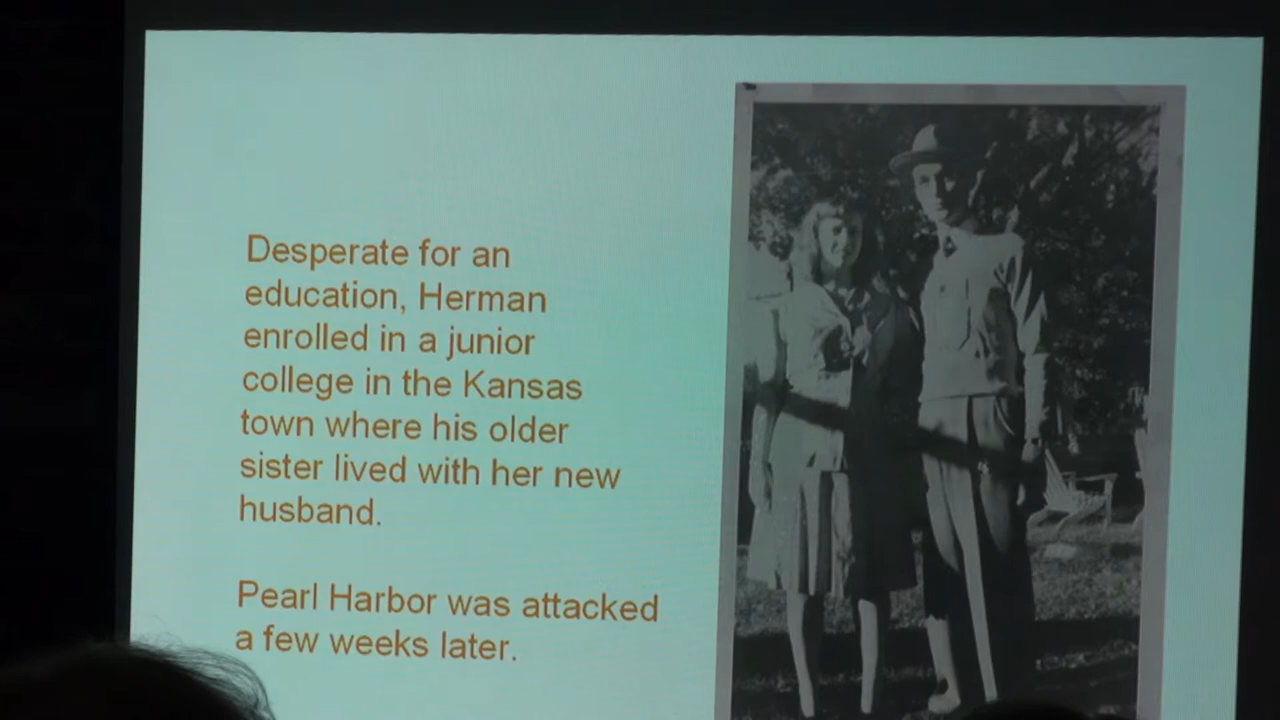 Desperate for an
education, Herman
enrolled in a junior
college in the Kansas
town where his older
sister lived with her new
husband.
Pearl Harbor was attacked
a few weeks later.